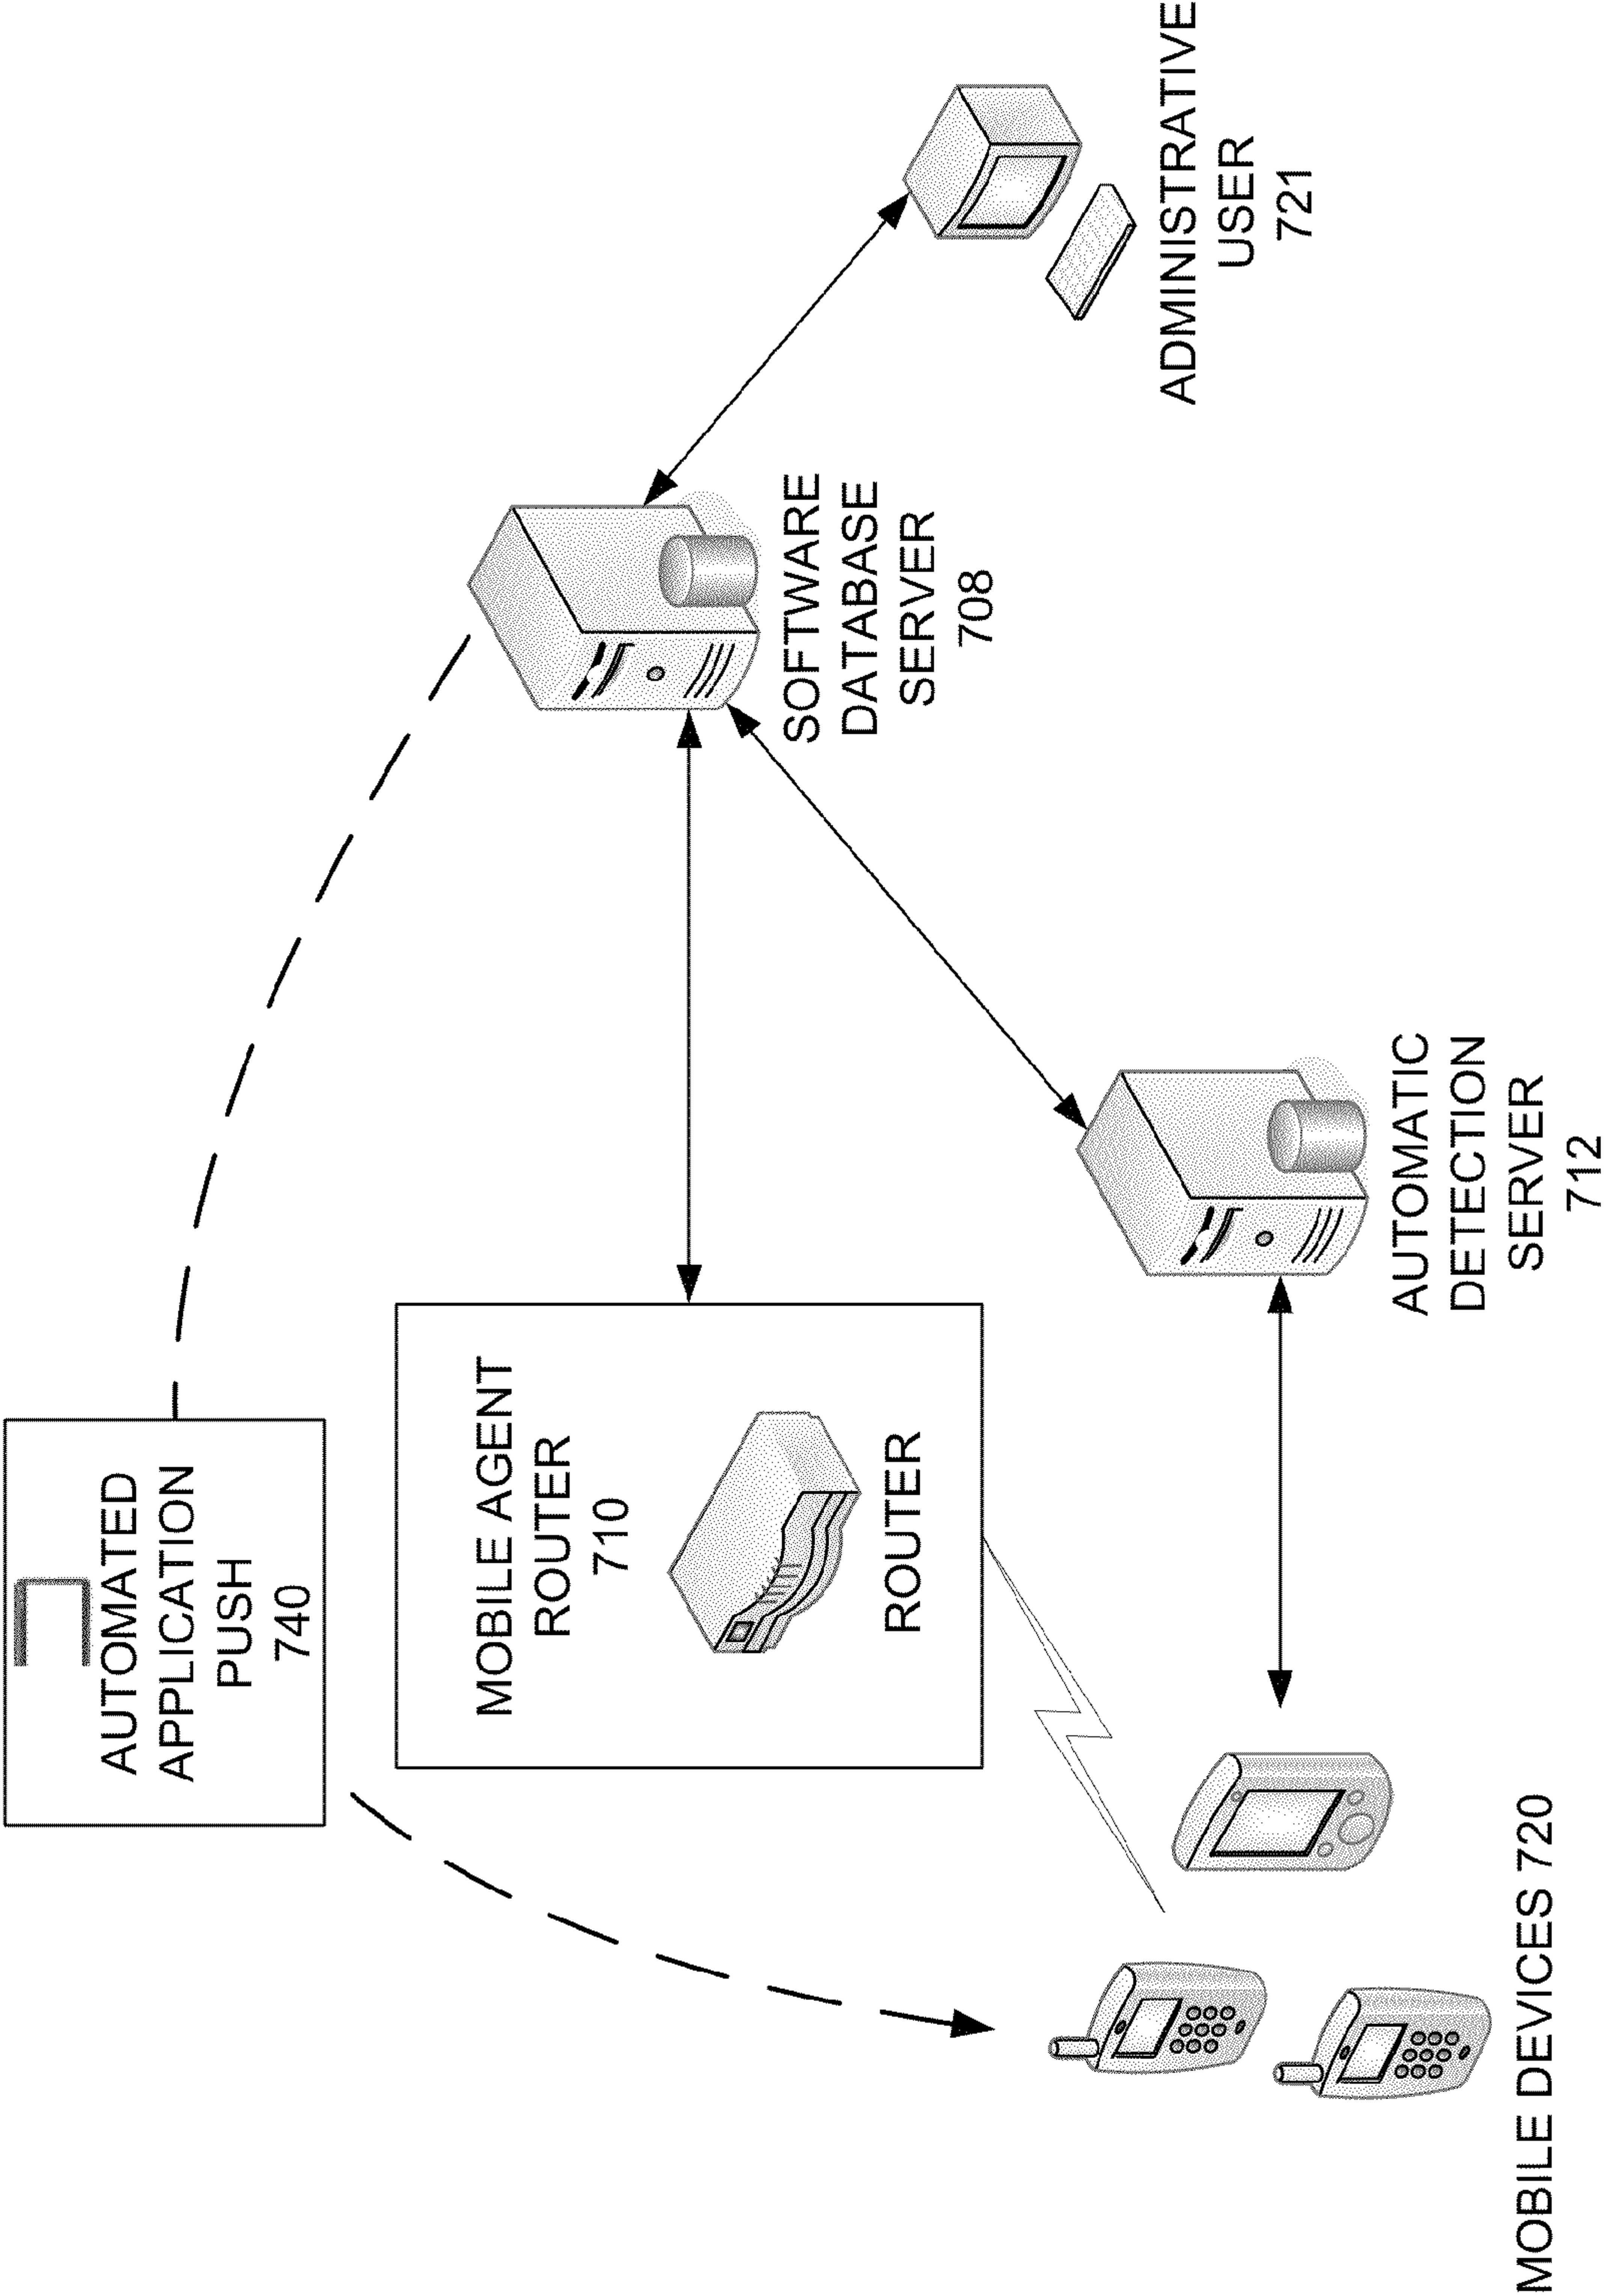 AUTOMATED
APPLICATION
PUSH
740
MOBILE AGENT
ROUTER
710
ROUTER
SOFTWARE
DATABASE
SERVER
708
ADMINISTRATIVE
USER
721
AUTOMATIC
DETECTION
SERVER
712
MOBILE DEVICES 720